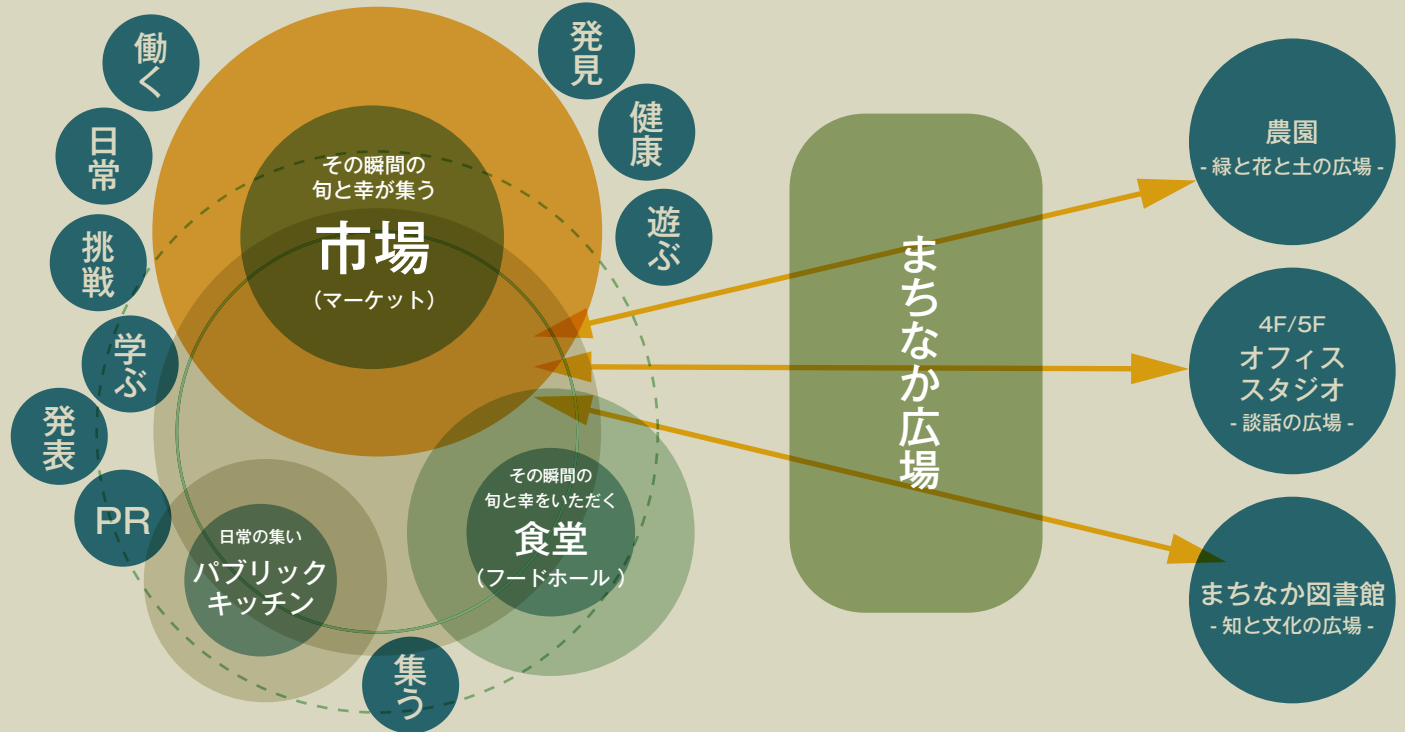 働く
日常
挑戦
学ぶ
発表
PR
集う
発見
健康
遊ぶ
その瞬間の
旬と幸が集う
市場
（マーケット）
その瞬間の
旬と幸をいただく
食堂
（フードホール ）
日常の集い
パブリック
キッチン
まちなか広場
農園
- 緑と花と土の広場 -
4F/5F
オフィス
スタジオ
- 談話の広場 -
まちなか図書館
- 知と文化の広場 -